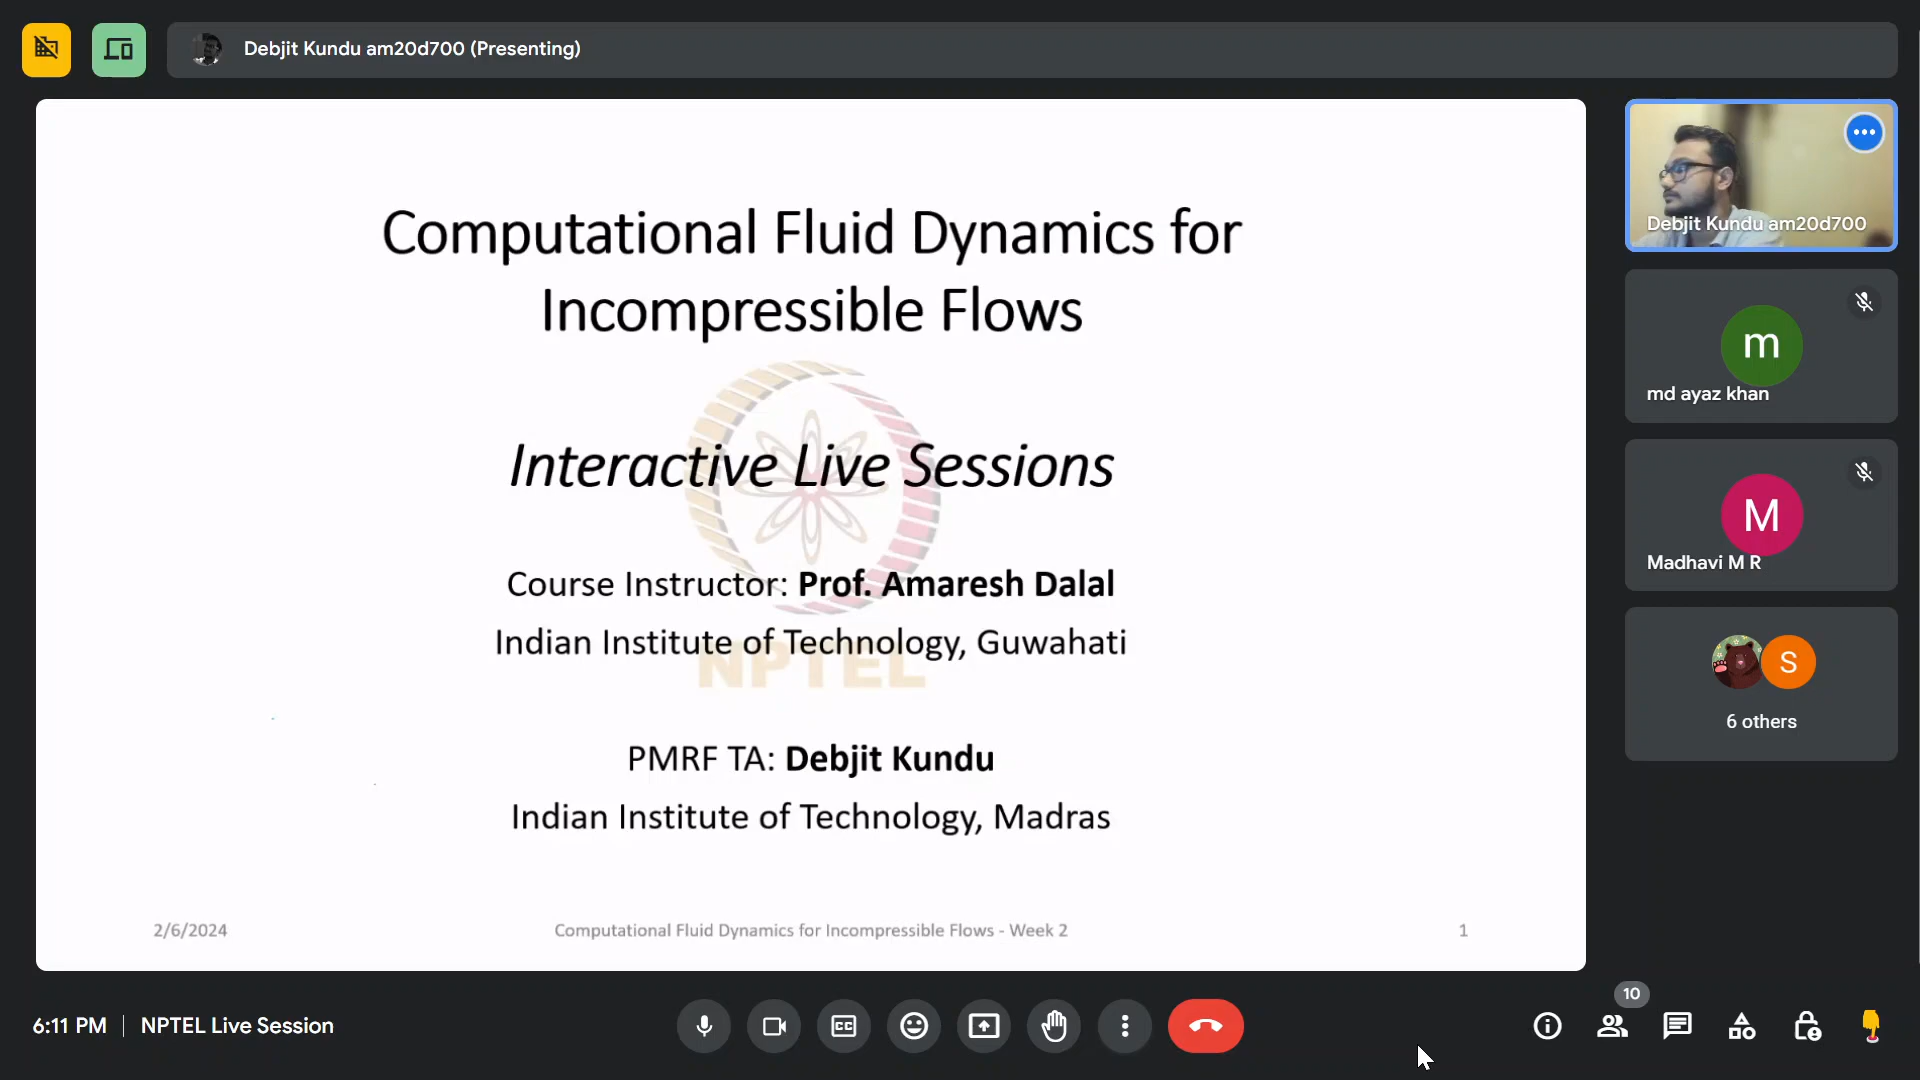 Debjit Kundu am20d700 (Presenting)
Computational Fluid Dynamics for
Incompressible Flows
Interactive Live Sessions
Course Instructor: Prof. Amaresh Dalal
Indian Institute of Technology, Guwahati
NPTEL
PMRF TA: Debjit Kundu
Indian Institute of Technology, Madras
2/6/2024
Computational Fluid Dynamics for Incompressible Flows - Week 2
1
Debjit Kundu am20d700
m
md ayaz khan
M
Madhavi M R
S
6 others
6:11 PM | NPTEL Live Session
CC
10